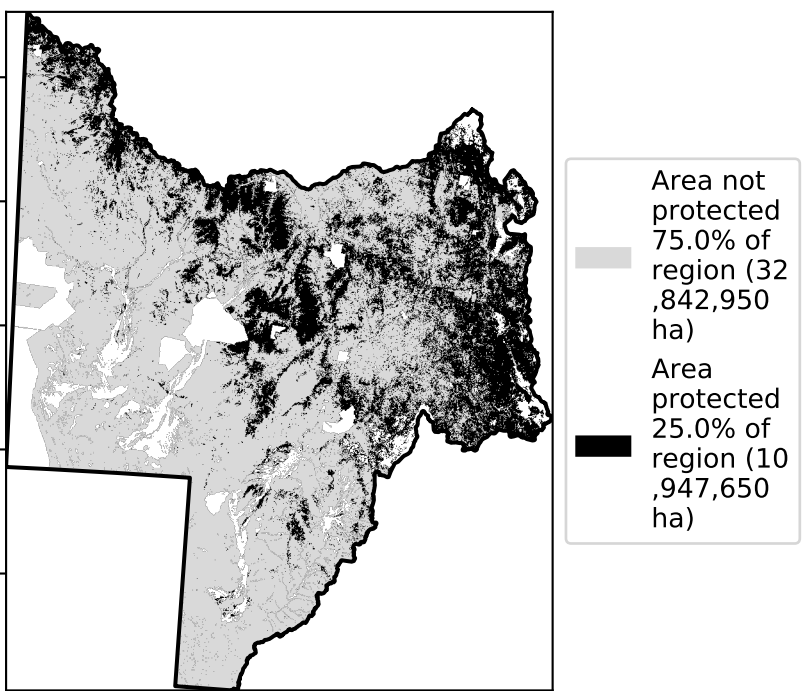 Area not
protected
75.0% of
region (32
,842,950
ha)
Area
protected
25.0% of
region (10
,947,650
ha)